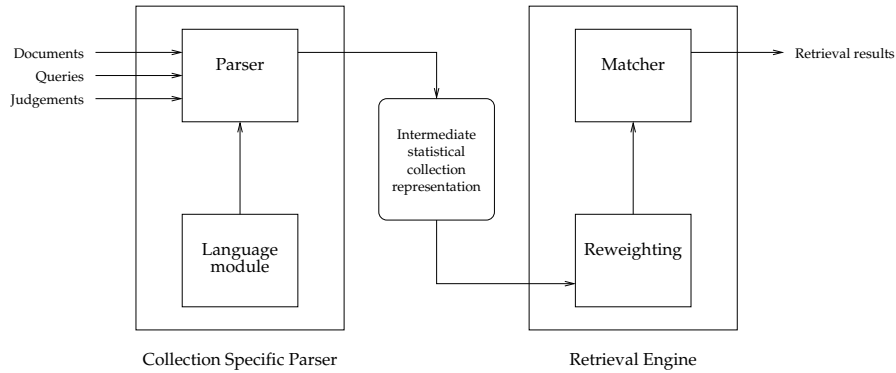 Documents
Queries
Judgements
Parser
Language
module
Collection Specific Parser
Intermediate
statistical
collection
representation
Matcher
Reweighting
Retrieval Engine
Retrieval results